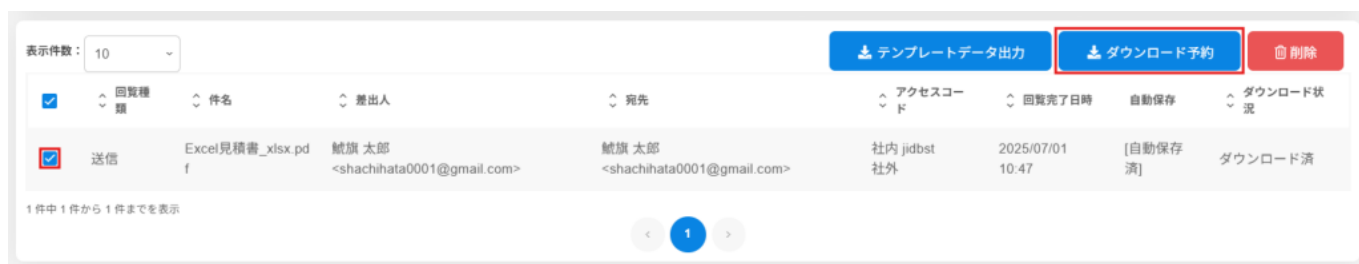 表示件数： 10
テンプレートデータ出力 ダウンロード予約 削除
回覧種類 件名 差出人 宛先 アクセスコード 回覧完了日時 自動保存 ダウンロード状況
送信 Excel見積書_xlsx.pdf 鯱旗 太郎 <shachihata0001@gmail.com> 鯱旗 太郎 <shachihata0001@gmail.com> 社内 jidbst 社外 2025/07/01 10:47 [自動保存済] ダウンロード済
1 件中 1 件から 1 件までを表示
‹ 1 ›